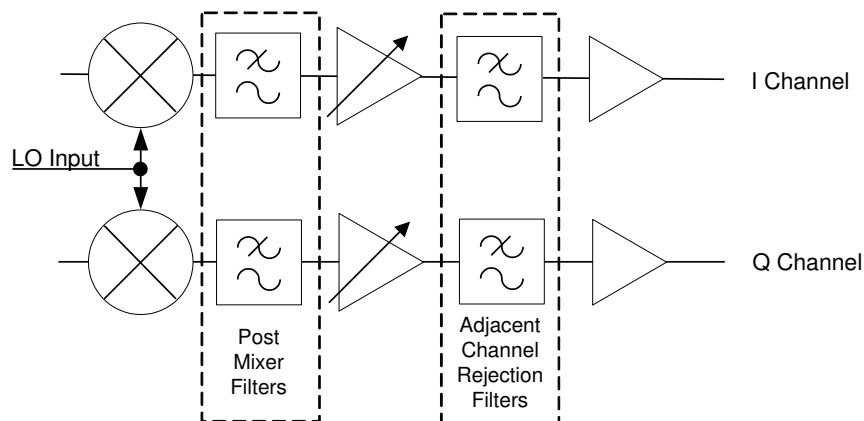 I Channel
LO Input
Q Channel
Post
Mixer
Filters
Adjacent
Channel
Rejection
Filters